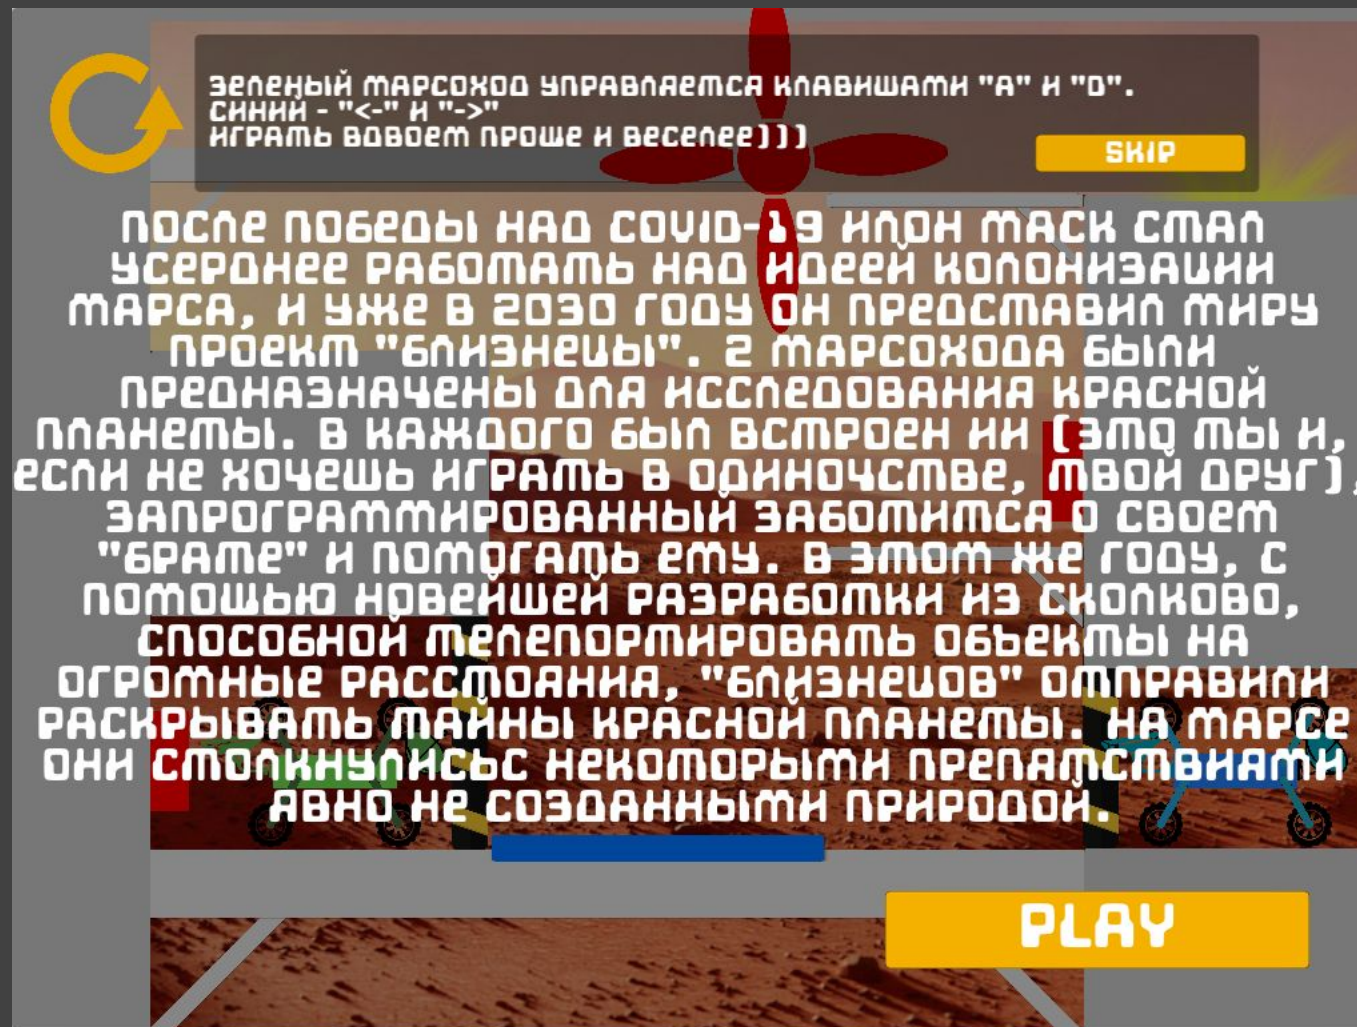 ЗЕЛЕНЫЙ МАРСОХОД УПРАВЛЯЕТСЯ КЛАВИШАМИ "A" И "D".
СИНИЙ - "<-" И "->"
ИГРАТЬ ВДВОЕМ ПРОЩЕ И ВЕСЕЛЕЕ)))
SKIP
ПОСЛЕ ПОБЕДЫ НАД COVID-19 ИЛОН МАСК СТАЛ
УСЕРДНЕЕ РАБОТАТЬ НАД ИДЕЕЙ КОЛОНИЗАЦИИ
МАРСА, И УЖЕ В 2030 ГОДУ ОН ПРЕДСТАВИЛ МИРУ
ПРОЕКТ "БЛИЗНЕЦЫ". 2 МАРСОХОДА БЫЛИ
ПРЕДНАЗНАЧЕНЫ ДЛЯ ИССЛЕДОВАНИЯ КРАСНОЙ
ПЛАНЕТЫ. В КАЖДОГО БЫЛ ВСТРОЕН ИИ (ЭТО ТЫ И,
ЕСЛИ НЕ ХОЧЕШЬ ИГРАТЬ В ОДИНОЧСТВЕ, ТВОЙ ДРУГ),
ЗАПРОГРАММИРОВАННЫЙ ЗАБОТИТСЯ О СВОЕМ
"БРАТЕ" И ПОМОГАТЬ ЕМУ. В ЭТОМ ЖЕ ГОДУ, С
ПОМОЩЬЮ НОВЕЙШЕЙ РАЗРАБОТКИ ИЗ СКОЛКОВО,
СПОСОБНОЙ ТЕЛЕПОРТИРОВАТЬ ОБЪЕКТЫ НА
ОГРОМНЫЕ РАССТОЯНИЯ, "БЛИЗНЕЦОВ" ОТПРАВИЛИ
РАСКРЫВАТЬ ТАЙНЫ КРАСНОЙ ПЛАНЕТЫ. НА МАРСЕ
ОНИ СТОЛКНУЛИСЬС НЕКОТОРЫМИ ПРЕПЯТСТВИЯМИ
ЯВНО НЕ СОЗДАННЫМИ ПРИРОДОЙ.
PLAY